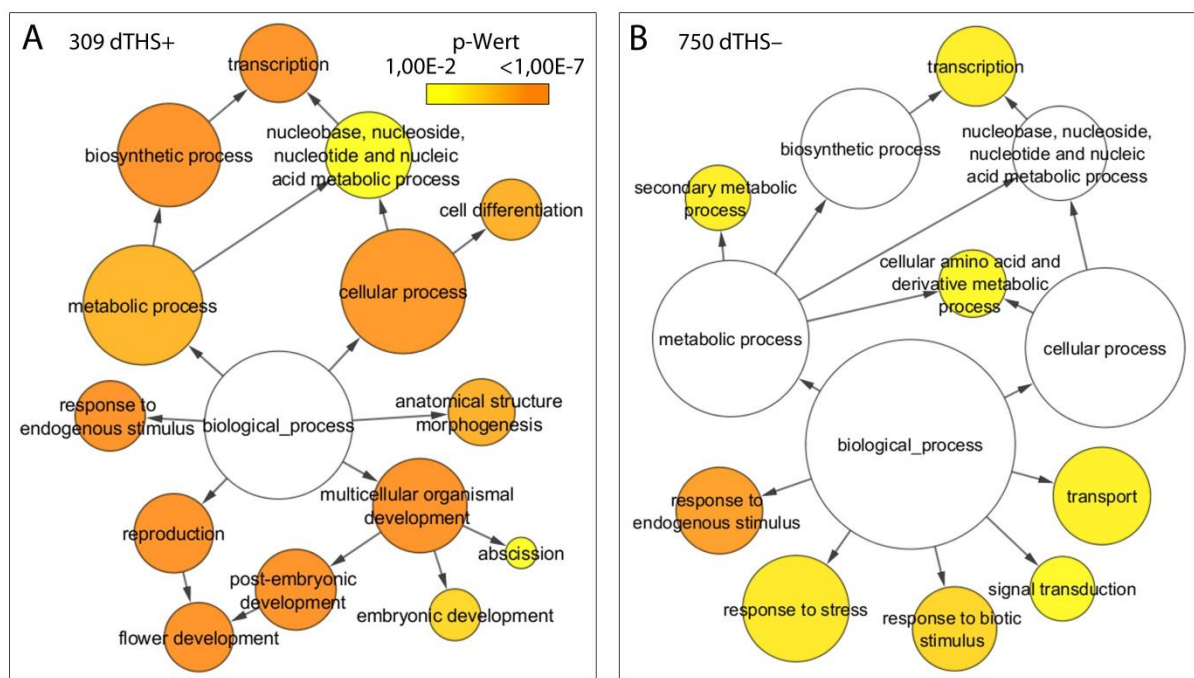 A
309 dTHS+
p-Wert
1,00E-2
<1,00E-7
transcription
biosynthetic process
nucleobase, nucleoside,
nucleotide and nucleic
acid metabolic process
cell differentiation
metabolic process
cellular process
response to
endogenous stimulus
biological_process
anatomical structure
morphogenesis
multicellular organismal
development
reproduction
abscission
post-embryonic
development
embryonic development
flower development
B
750 dTHS–
transcription
biosynthetic process
nucleobase, nucleoside,
nucleotide and nucleic
acid metabolic process
secondary metabolic
process
cellular amino acid and
derivative metabolic
process
metabolic process
cellular process
biological_process
response to
endogenous stimulus
transport
response to stress
response to biotic
stimulus
signal transduction